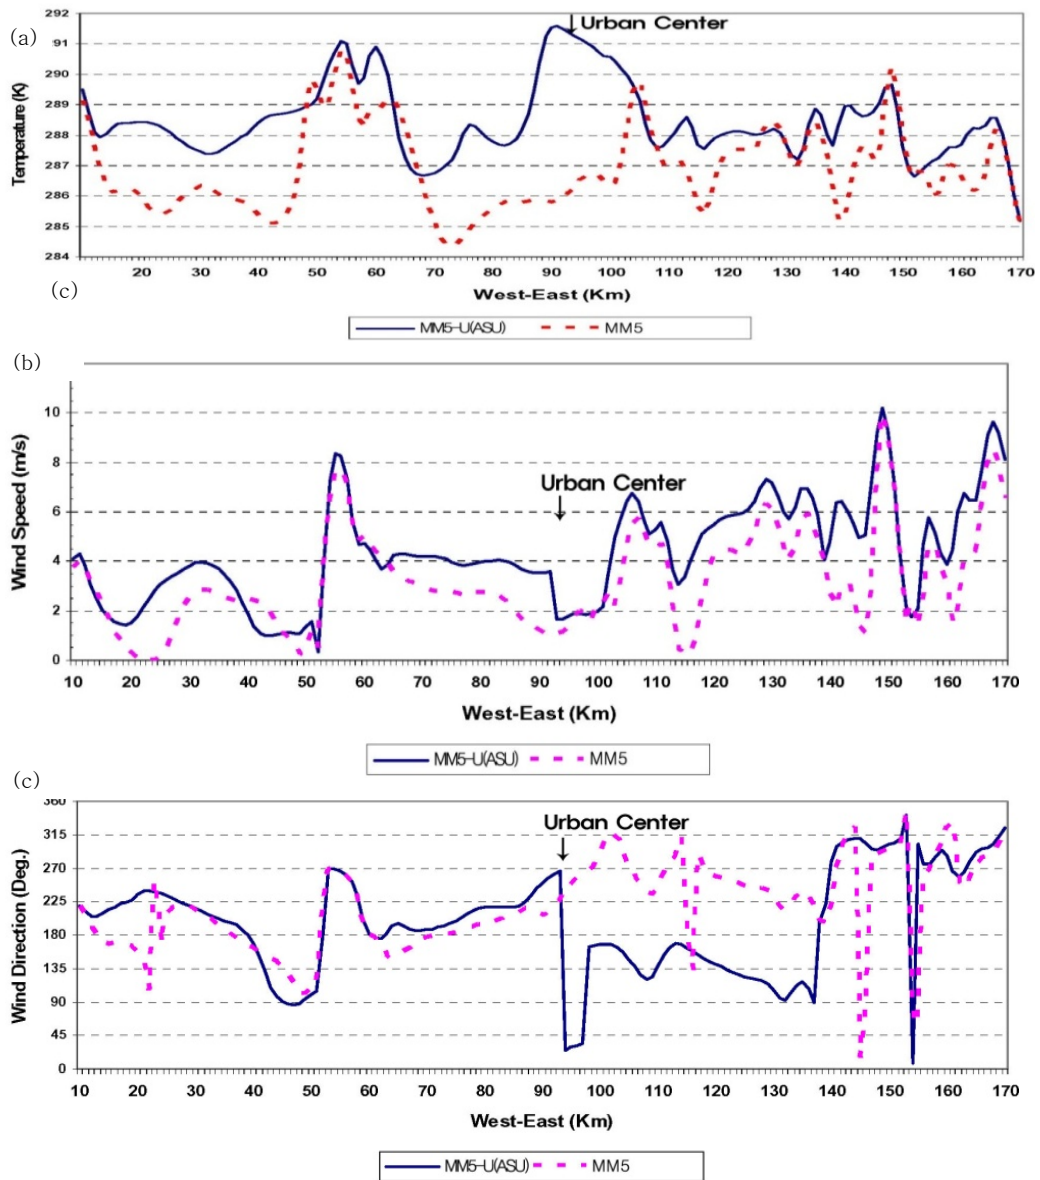 (a)
292
291
290
289
288
287
286
285
284
Temperature (K)
Urban Center
20 30 40 50 60 70 80 90 100 110 120 130 140 150 160 170
West-East (Km)
(c)
MM5-U(ASU) MM5
(b)
10
8
6
4
2
0
Wind Speed (m/s)
Urban Center
10 20 30 40 50 60 70 80 90 100 110 120 130 140 150 160 170
West-East (Km)
MM5-U(ASU) MM5
(c)
360
315
270
225
180
135
90
45
0
Wind Direction (Deg.)
Urban Center
10 20 30 40 50 60 70 80 90 100 110 120 130 140 150 160 170
West-East (Km)
MM5-U(ASU) MM5